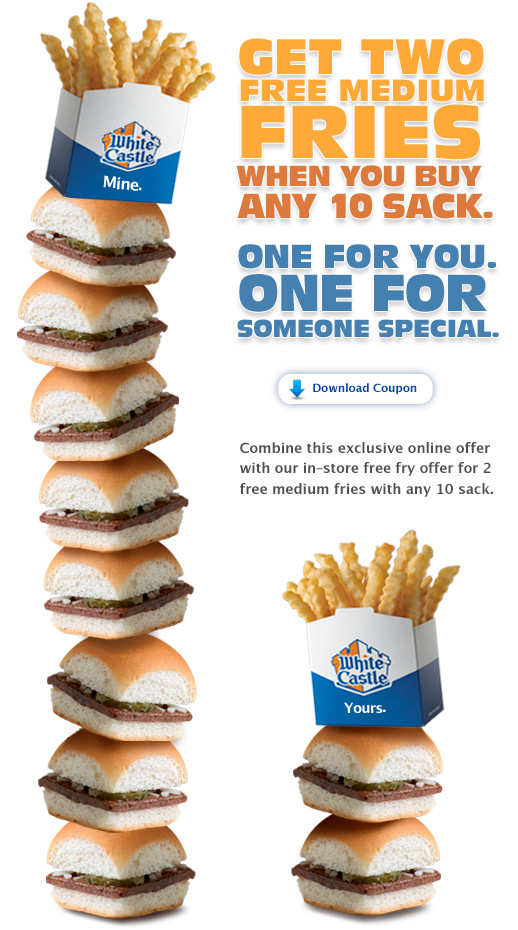 White
Castle
Mine.
GET TWO
FREE MEDIUM
FRIES
WHEN YOU BUY
ANY 10 SACK.
ONE FOR YOU.
ONE FOR
SOMEONE SPECIAL.
Download Coupon
Combine this exclusive online offer
with our in-store free fry offer for 2
free medium fries with any 10 sack.
White
Castle
Yours.